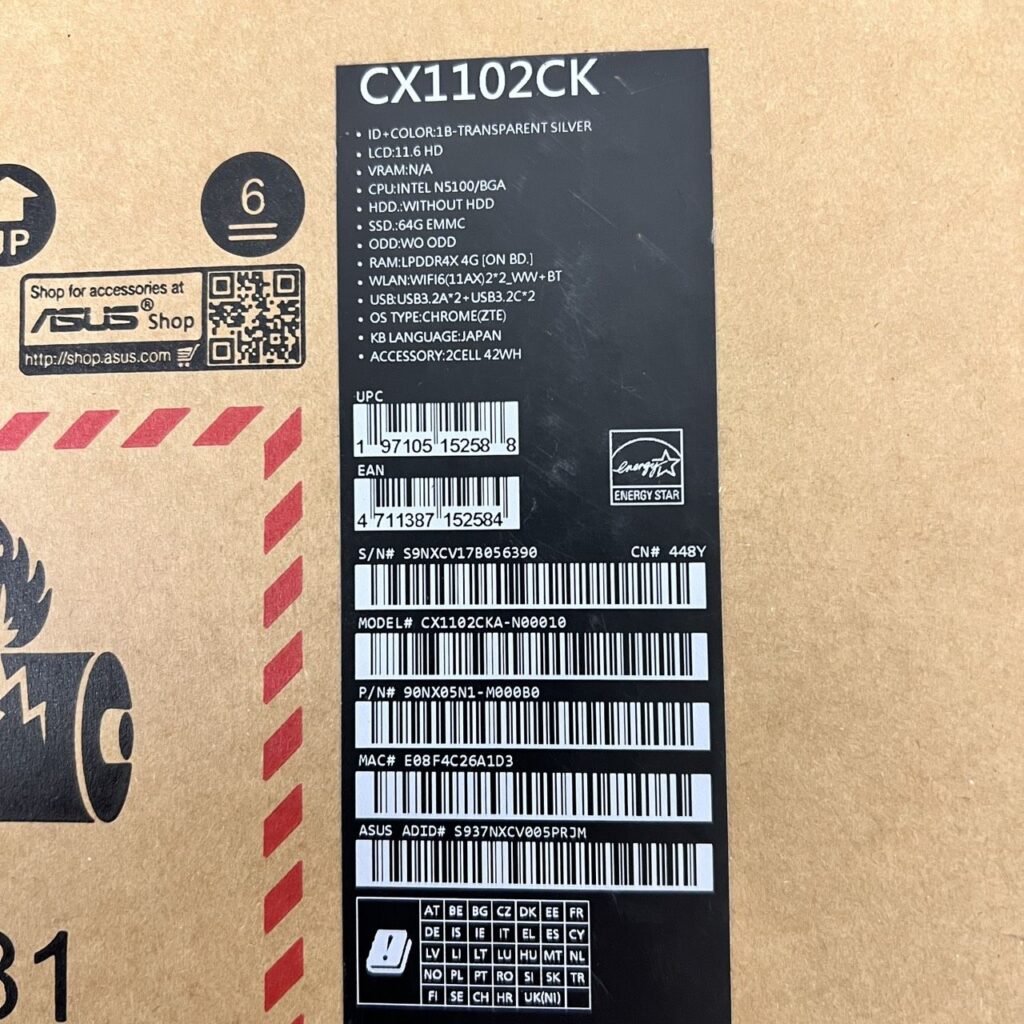 CX1102CK
• ID+COLOR:1B-TRANSPARENT SILVER
• LCD:11.6 HD
• VRAM:N/A
• CPU:INTEL N5100/BGA
• HDD.:WITHOUT HDD
• SSD.:64G EMMC
• ODD:WO ODD
• RAM:LPDDR4X 4G [ON BD.]
• WLAN:WIFI6(11AX)2*2_WW+BT
• USB:USB3.2A*2+USB3.2C*2
• OS TYPE:CHROME(ZTE)
• KB LANGUAGE:JAPAN
• ACCESSORY:2CELL 42WH
UPC
1 97105 15258 8
EAN
4 711387 152584
energy
ENERGY STAR
S/N# S9NXCV17B056390 CN# 448Y
MODEL# CX1102CKA-N00010
P/N# 90NX05N1-M000B0
MAC# E08F4C26A1D3
ASUS ADID# S937NXCV005PRJM
AT BE BG CZ DK EE FR
DE IS IE IT EL ES CY
LV LI LT LU HU MT NL
NO PL PT RO SI SK TR
FI SE CH HR UK(NI)
UP
6
Shop for accessories at
ASUS® Shop
http://shop.asus.com
31